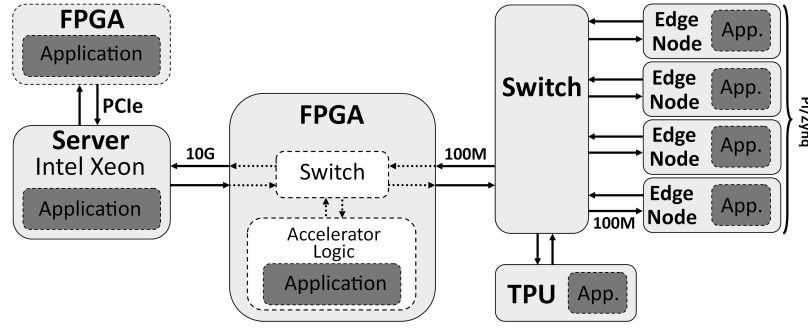 FPGA
Application
PCIe
Server
Intel Xeon
Application
10G
FPGA
Switch
Accelerator
Logic
Application
100M
Switch
Edge
Node
App.
Edge
Node
App.
Edge
Node
App.
Edge
Node
App.
100M
TPU
App.